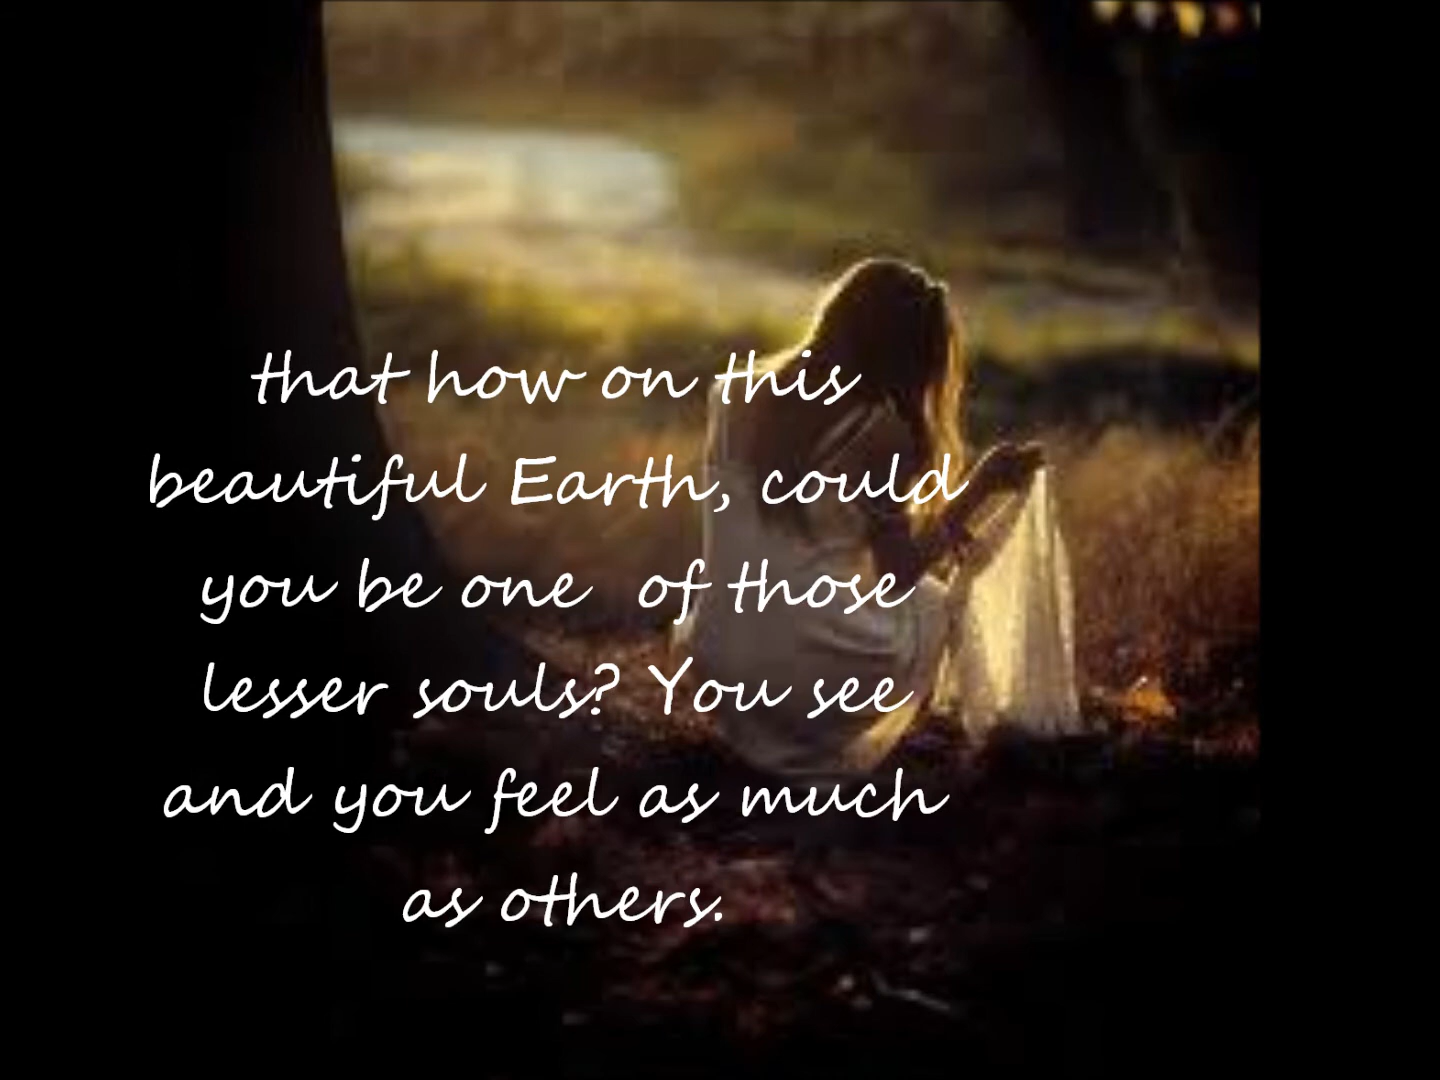 that how on this
beautiful Earth, could
you be one of those
lesser souls? You see
and you feel as much
as others.